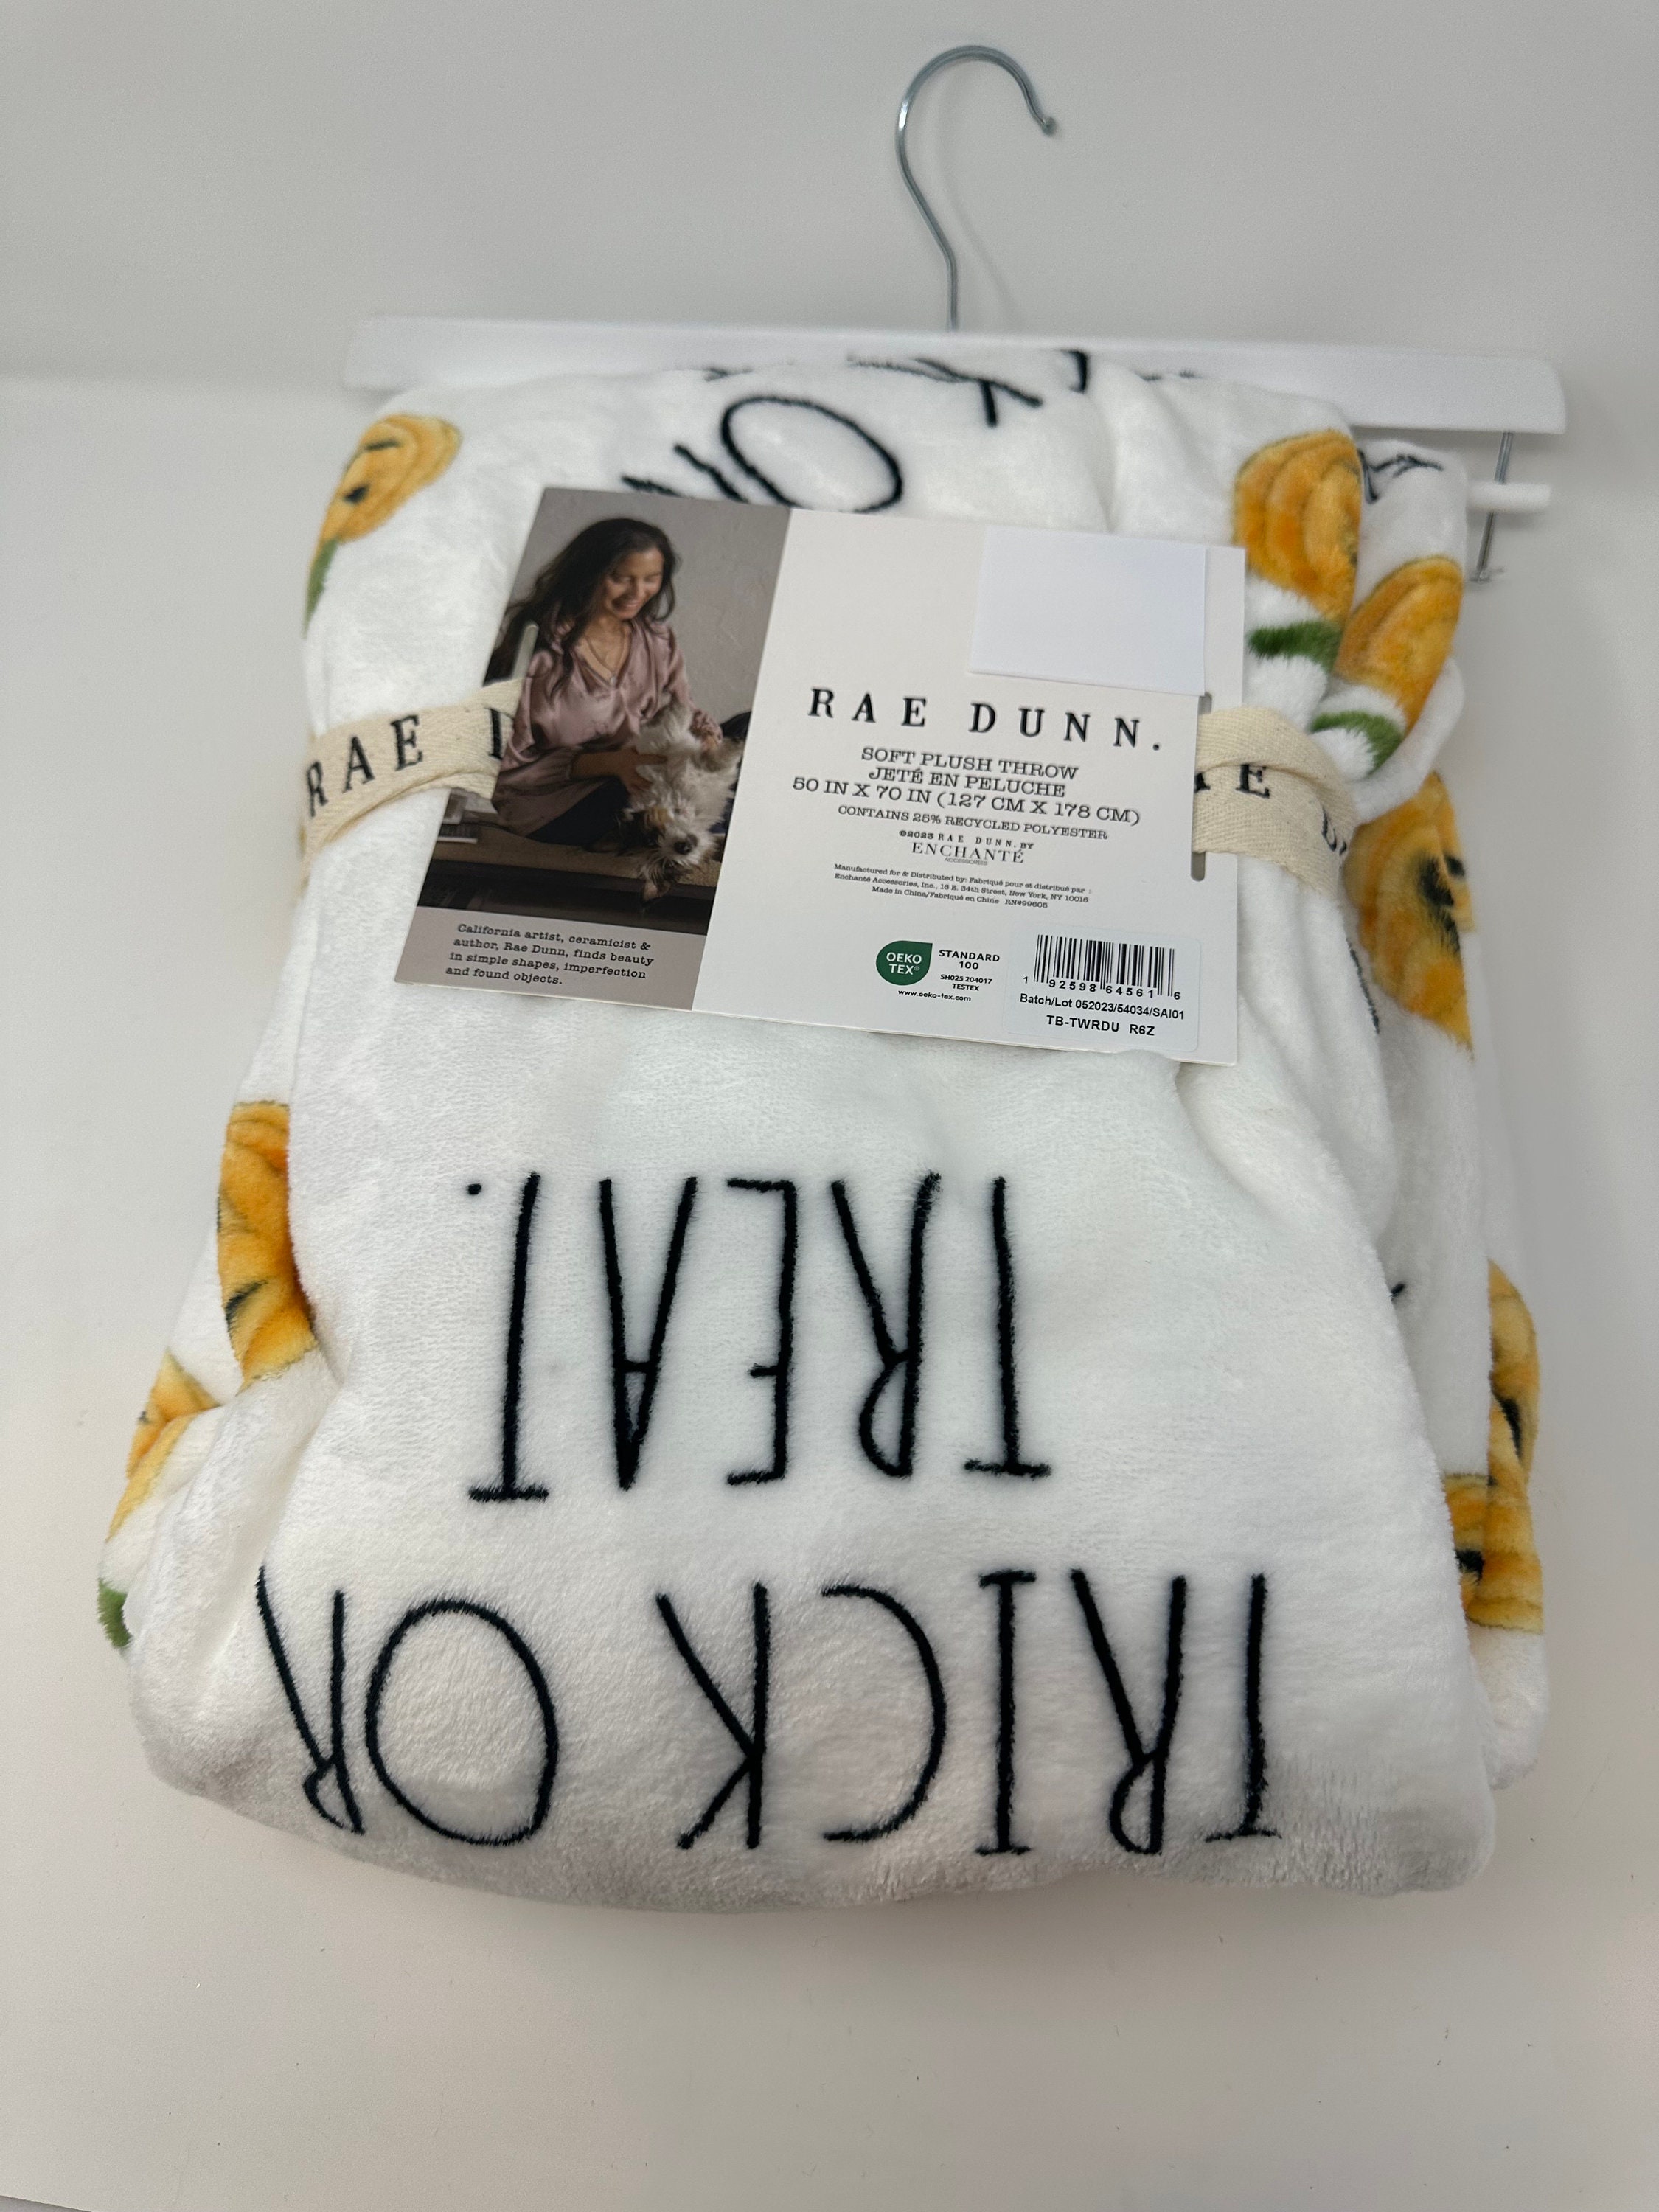 OR
RAE D
RAE DUNN.
SOFT PLUSH THROW
JETÉ EN PELUCHE
50 IN X 70 IN (127 CM X 178 CM)
CONTAINS 25% RECYCLED POLYESTER
©2023 RAE DUNN. BY
ENCHANTÉ
ACCESSORIES
Manufactured for & Distributed by: Fabriqué pour et distribué par :
Enchanté Accessories, Inc., 16 E. 34th Street, New York, NY 10016
Made in China/Fabriqué en Chine RN#99605
California artist, ceramicist &
author, Rae Dunn, finds beauty
in simple shapes, imperfection
and found objects.
OEKO
TEX®
STANDARD
100
SH025 204017
TESTEX
www.oeko-tex.com
1 92598 64561 6
Batch/Lot 052023/54034/SAI01
TB-TWRDU R6Z
TRICK OR
TREAT.